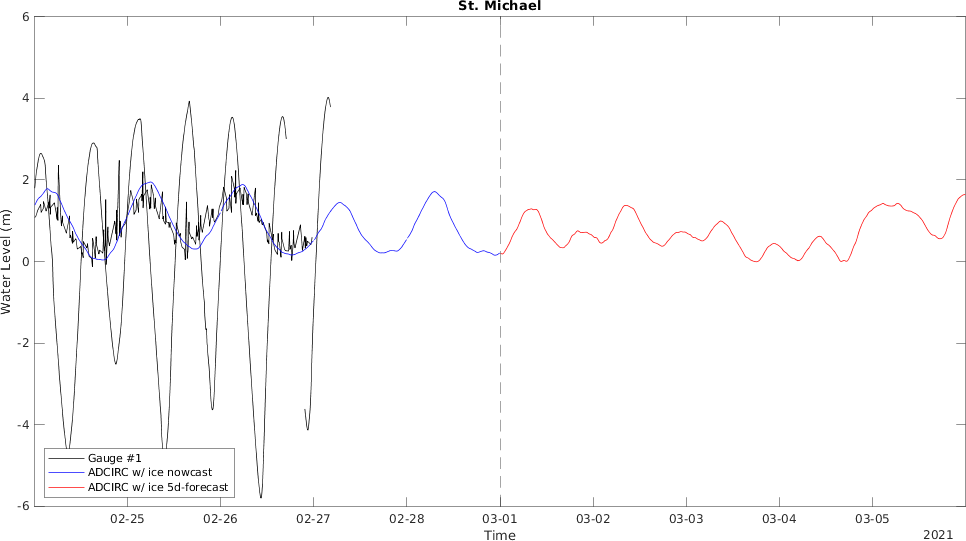 St. Michael
6
4
2
0
-2
-4
-6
Water Level (m)
Gauge #1
ADCIRC w/ ice nowcast
ADCIRC w/ ice 5d-forecast
02-25 02-26 02-27 02-28 03-01 03-02 03-03 03-04 03-05
Time
2021